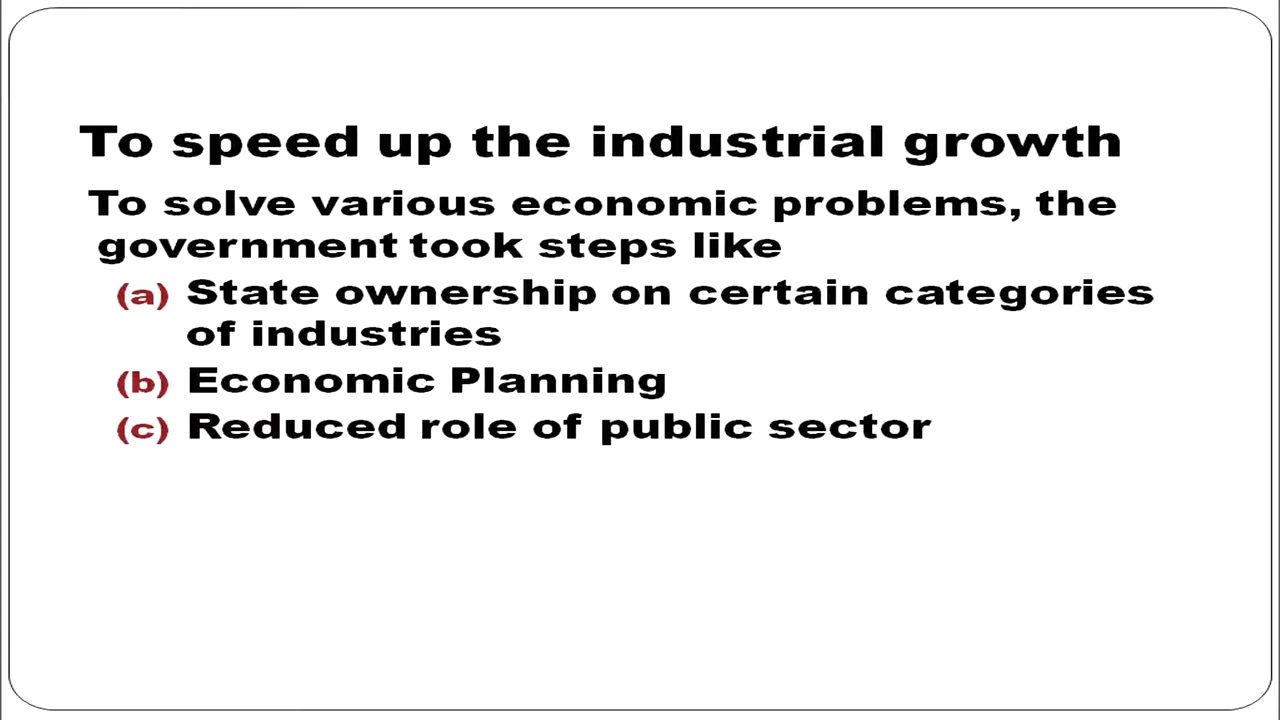 To speed up the industrial growth
To solve various economic problems, the
government took steps like
(a) State ownership on certain categories
of industries
(b) Economic Planning
(c) Reduced role of public sector